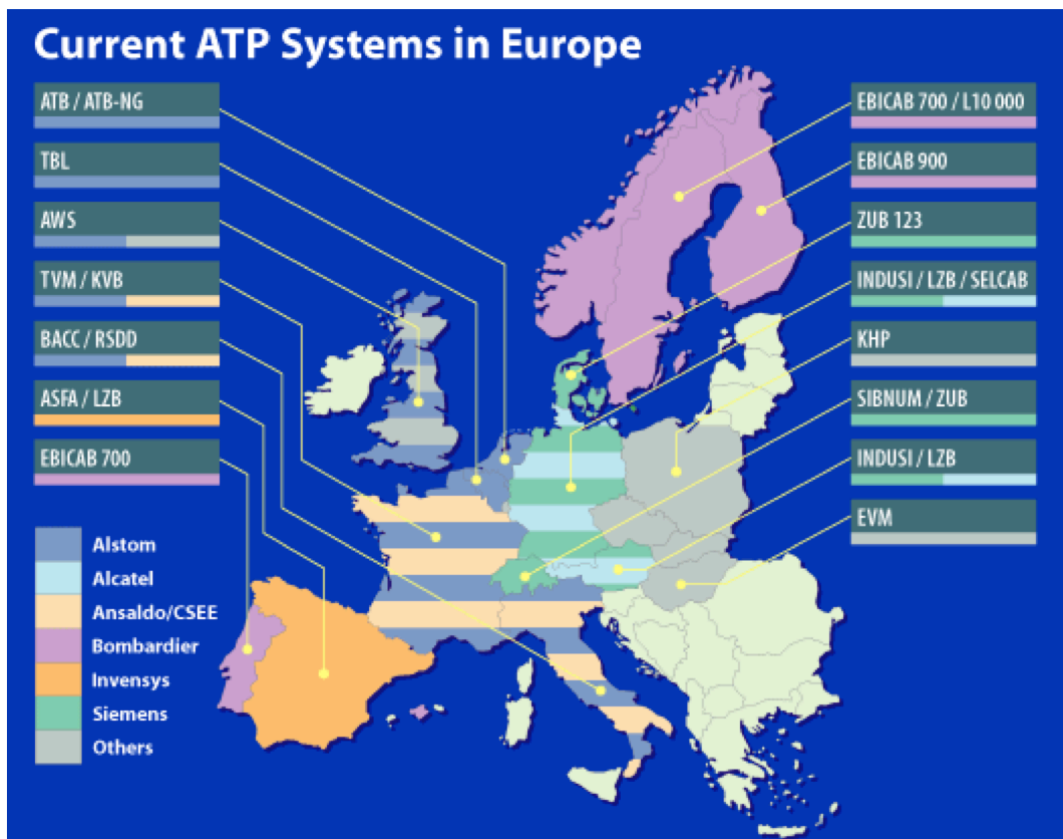 Current ATP Systems in Europe
ATB / ATB-NG
TBL
AWS
TVM / KVB
BACC / RSDD
ASFA / LZB
EBICAB 700
EBICAB 700 / L10 000
EBICAB 900
ZUB 123
INDUSI / LZB / SELCAB
KHP
SIBNUM / ZUB
INDUSI / LZB
EVM
Alstom
Alcatel
Ansaldo/CSEE
Bombardier
Invensys
Siemens
Others